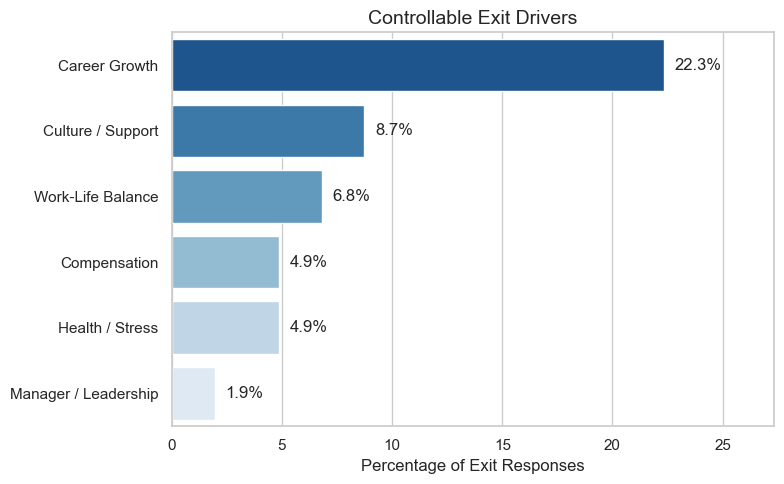 Controllable Exit Drivers
Career Growth
22.3%
Culture / Support
8.7%
Work-Life Balance
6.8%
Compensation
4.9%
Health / Stress
4.9%
Manager / Leadership
1.9%
0 5 10 15 20 25
Percentage of Exit Responses